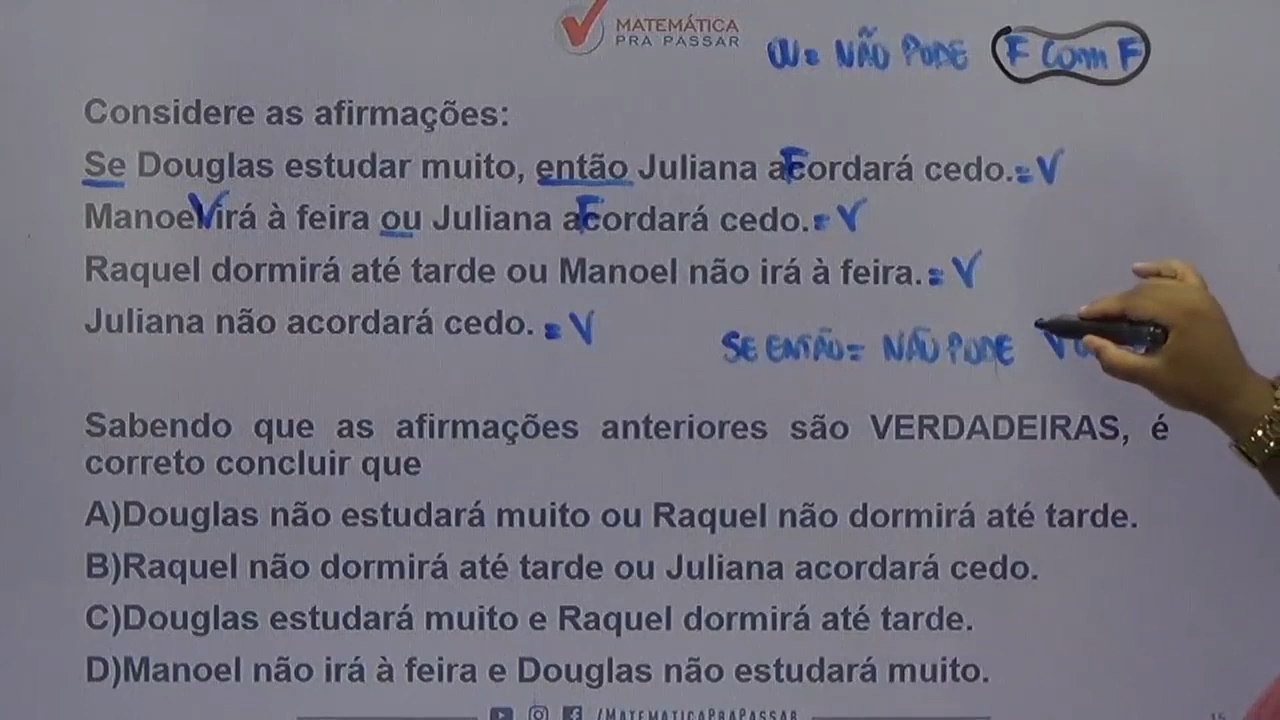 MATEMÁTICA
PRA PASSAR
OU = NÃO PODE F COM F
Considere as afirmações:
Se Douglas estudar muito, então Juliana acordará cedo. = V
F
Manoel irá à feira ou Juliana acordará cedo. = V
V F
Raquel dormirá até tarde ou Manoel não irá à feira. = V
Juliana não acordará cedo. = V
SE ENTÃO = NÃO PODE V
Sabendo que as afirmações anteriores são VERDADEIRAS, é
correto concluir que
A)Douglas não estudará muito ou Raquel não dormirá até tarde.
B)Raquel não dormirá até tarde ou Juliana acordará cedo.
C)Douglas estudará muito e Raquel dormirá até tarde.
D)Manoel não irá à feira e Douglas não estudará muito.
/MATEMATICAPRAPASSAR